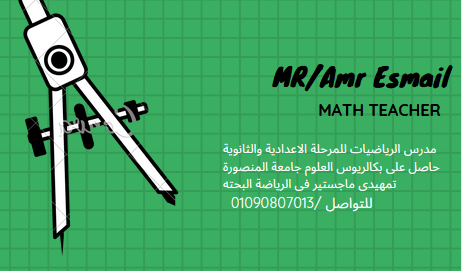 MR/Amr Esmail
MATH TEACHER
مدرس الرياضيات للمرحلة الاعدادية والثانوية
حاصل على بكالريوس العلوم جامعة المنصورة
تمهيدى ماجستير فى الرياضة البحته
للتواصل /01090807013